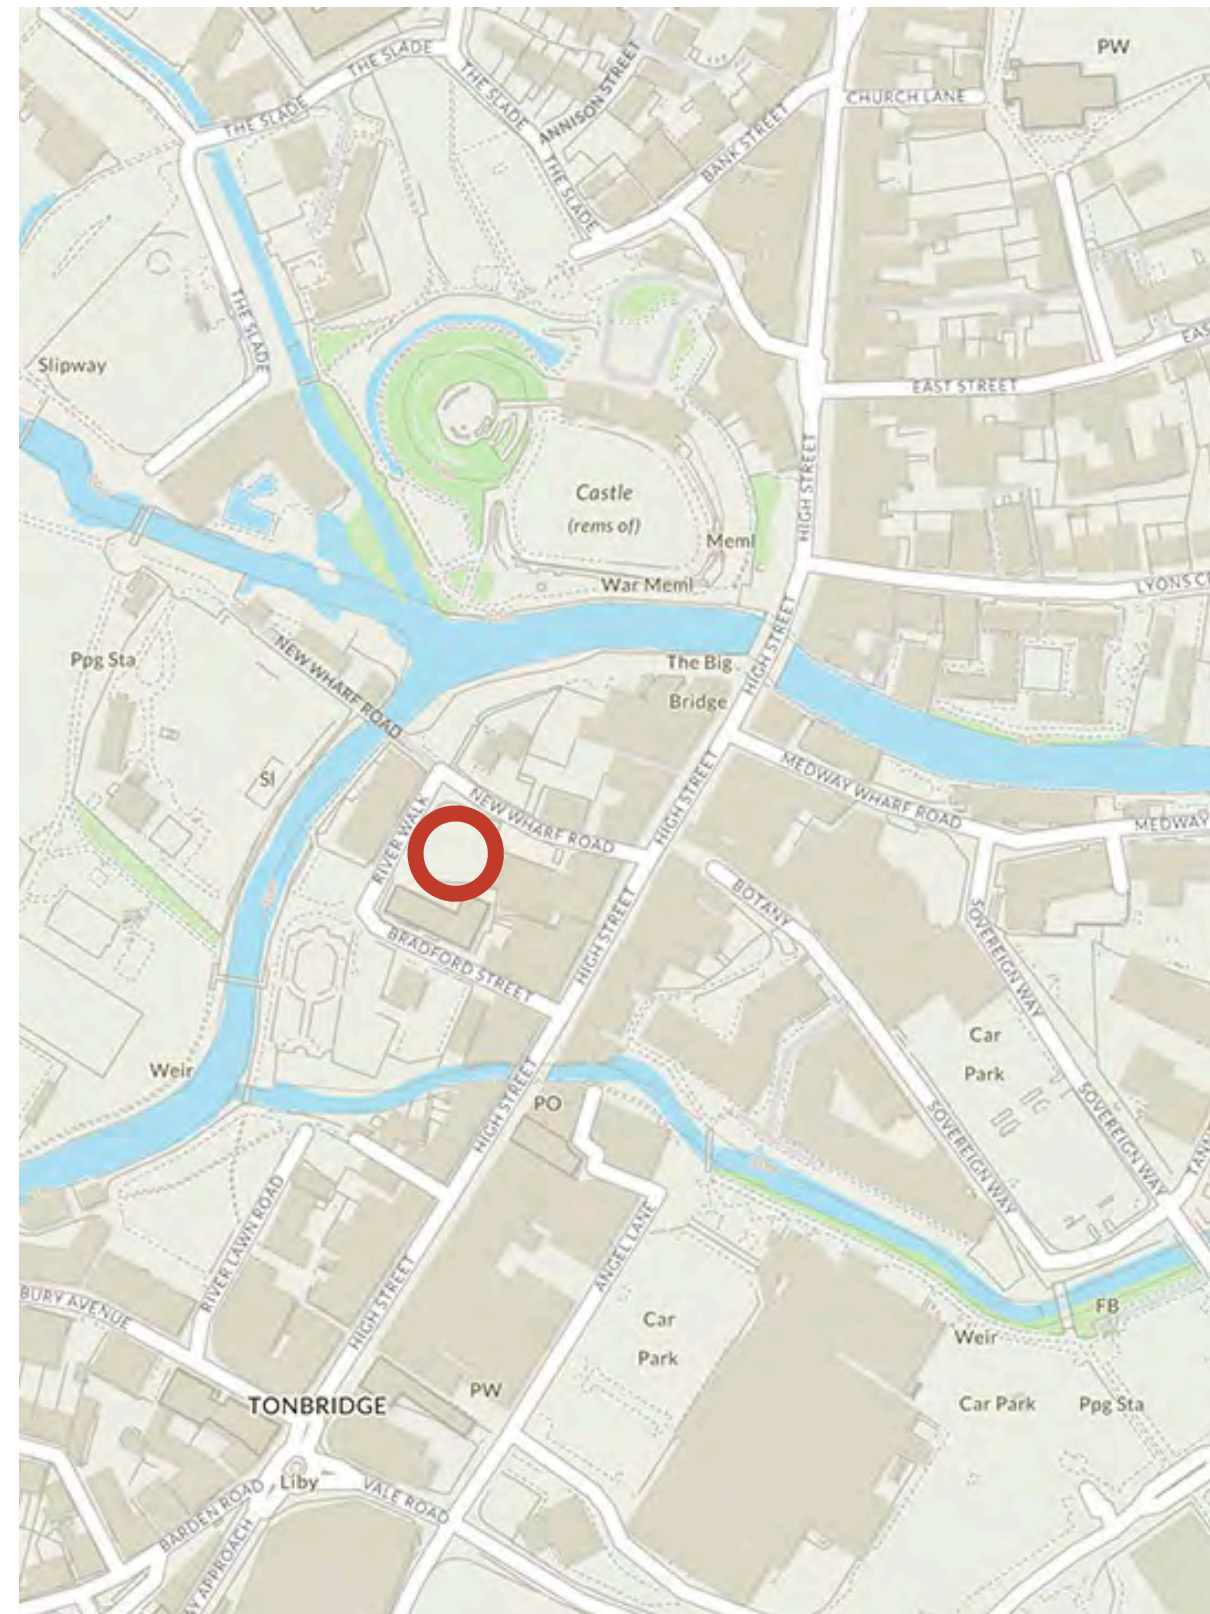 PW
THE SLADE
THE SLADE
THE SLADE
ANNISON STREET
CHURCH LANE
BANK STREET
THE SLADE
THE SLADE
Slipway
EAST STREET
HIGH STREET
Castle
(rems of)
Meml
War Meml
LYONS
HIGH STREET
The Big
Bridge
Ppg Sta
NEW WHARF ROAD
SI
MEDWAY WHARF ROAD
HIGH STREET
NEW WHARF ROAD
MEDWAY
RIVER WALK
BOTANY
BRADFORD STREET
HIGH STREET
SOVEREIGN WAY
Car
Park
Weir
PO
HIGH STREET
SOVEREIGN WAY
SOVEREIGN WAY
RIVER LAWN ROAD
ANGEL LANE
HIGH STREET
BURY AVENUE
Car
Park
FB
Weir
TONBRIDGE
PW
Car Park
Ppg Sta
Liby
BARDEN ROAD
VALE ROAD
APPROACH